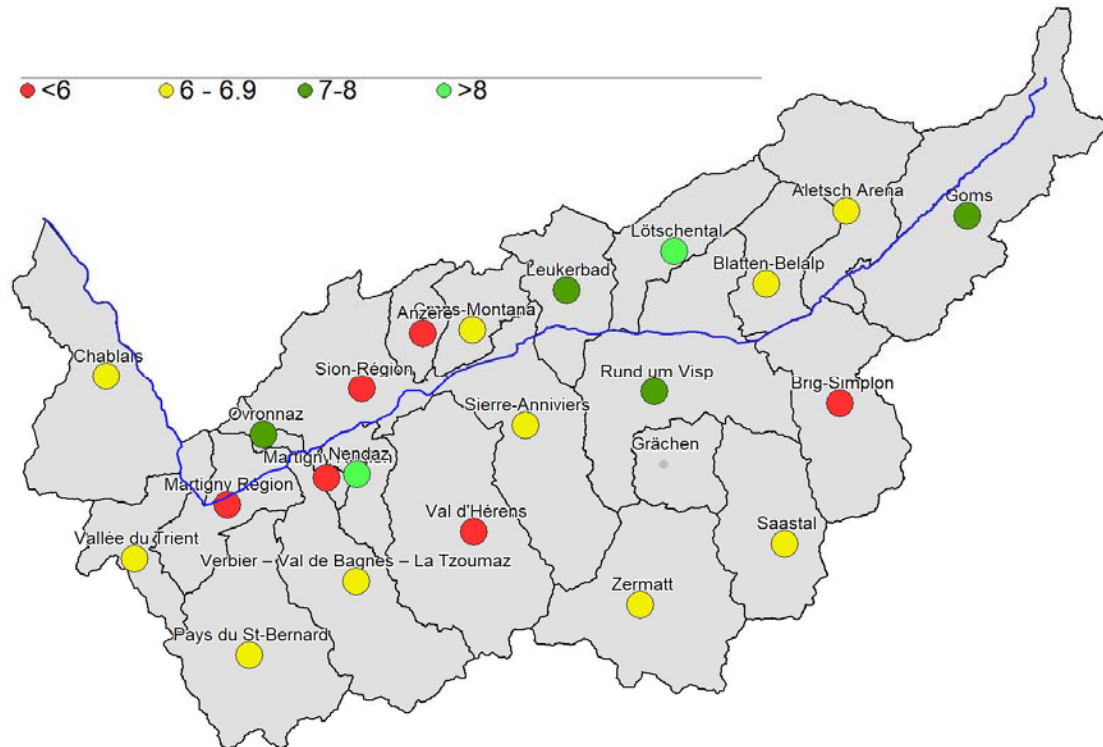 <6 6 - 6.9 7-8 >8
Aletsch Arena
Goms
Lötschental
Blatten-Belalp
Leukerbad
Anzère
-Montana
Chablais
Sion-Région
Rund um Visp
Brig-Simplon
Sierre-Anniviers
Ovronnaz
Grächen
Nendaz
Martigny Région
Val d'Hérens
Saastal
Vallée du Trient
Verbier – Val de Bagnes – La Tzoumaz
Zermatt
Pays du St-Bernard